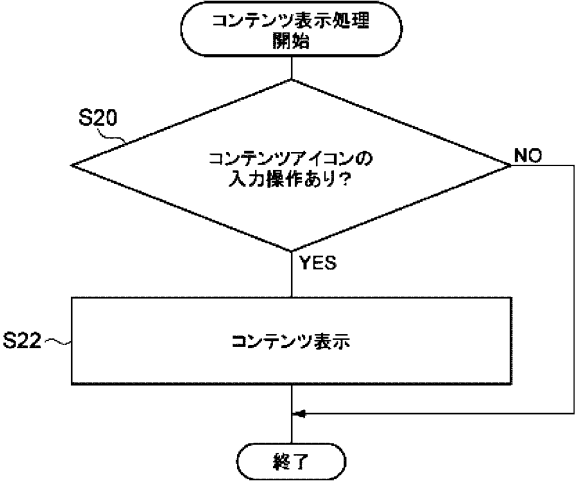 コンテンツ表示処理
開始
S20
コンテンツアイコンの
入力操作あり？
NO
YES
S22
コンテンツ表示
終了